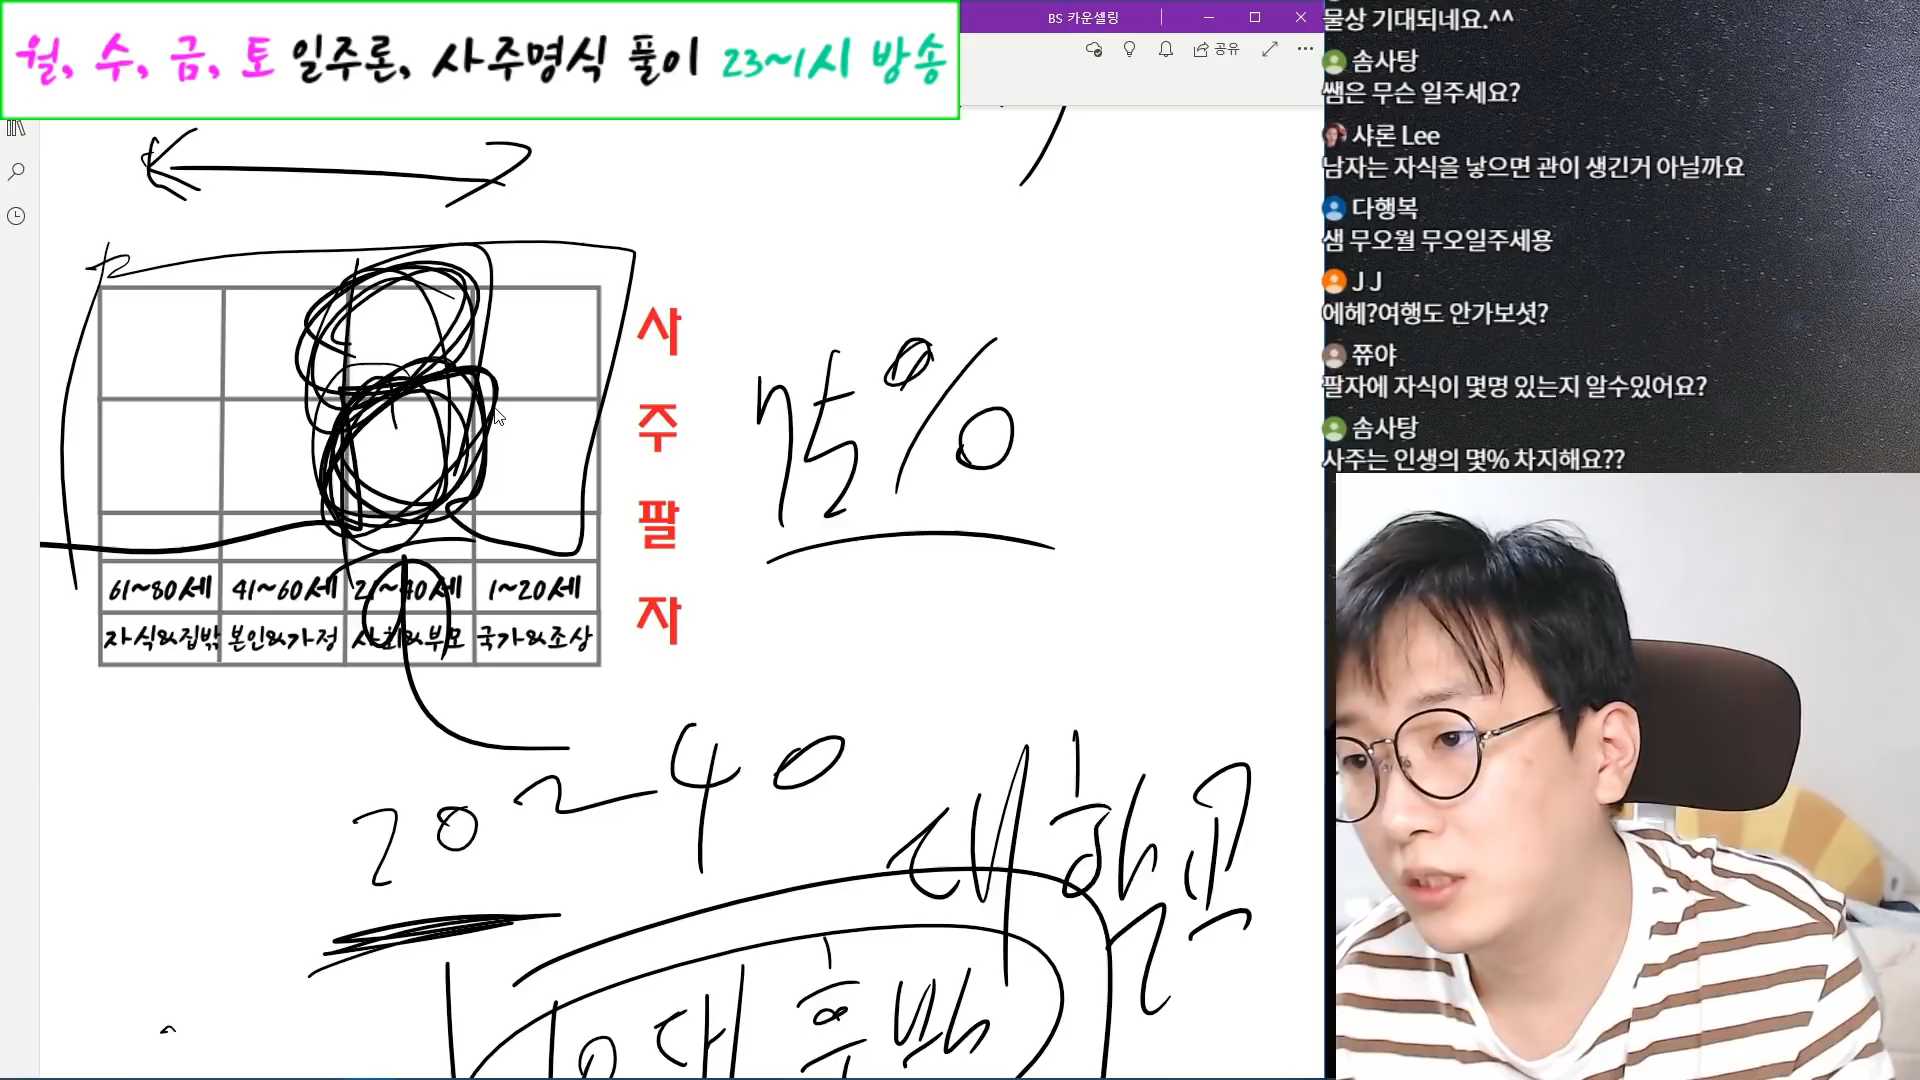 월, 수, 금, 토 일주론, 사주명식 풀이 23~1시 방송
BS 카운셀링
공유
사
주
팔
자
61~80세 41~60세 21~40세 1~20세
자식&집밖 본인&가정 사회&부모 국가&조상
75%
20~40
대학교
10대 후반
물상 기대되네요.^^
솜사탕
쌤은 무슨 일주세요?
샤론 Lee
남자는 자식을 낳으면 관이 생긴거 아닐까요
다행복
샘 무오월 무오일주세용
J J
에헤?여행도 안가보셧?
쮸야
팔자에 자식이 몇명 있는지 알수있어요?
솜사탕
사주는 인생의 몇% 차지해요??